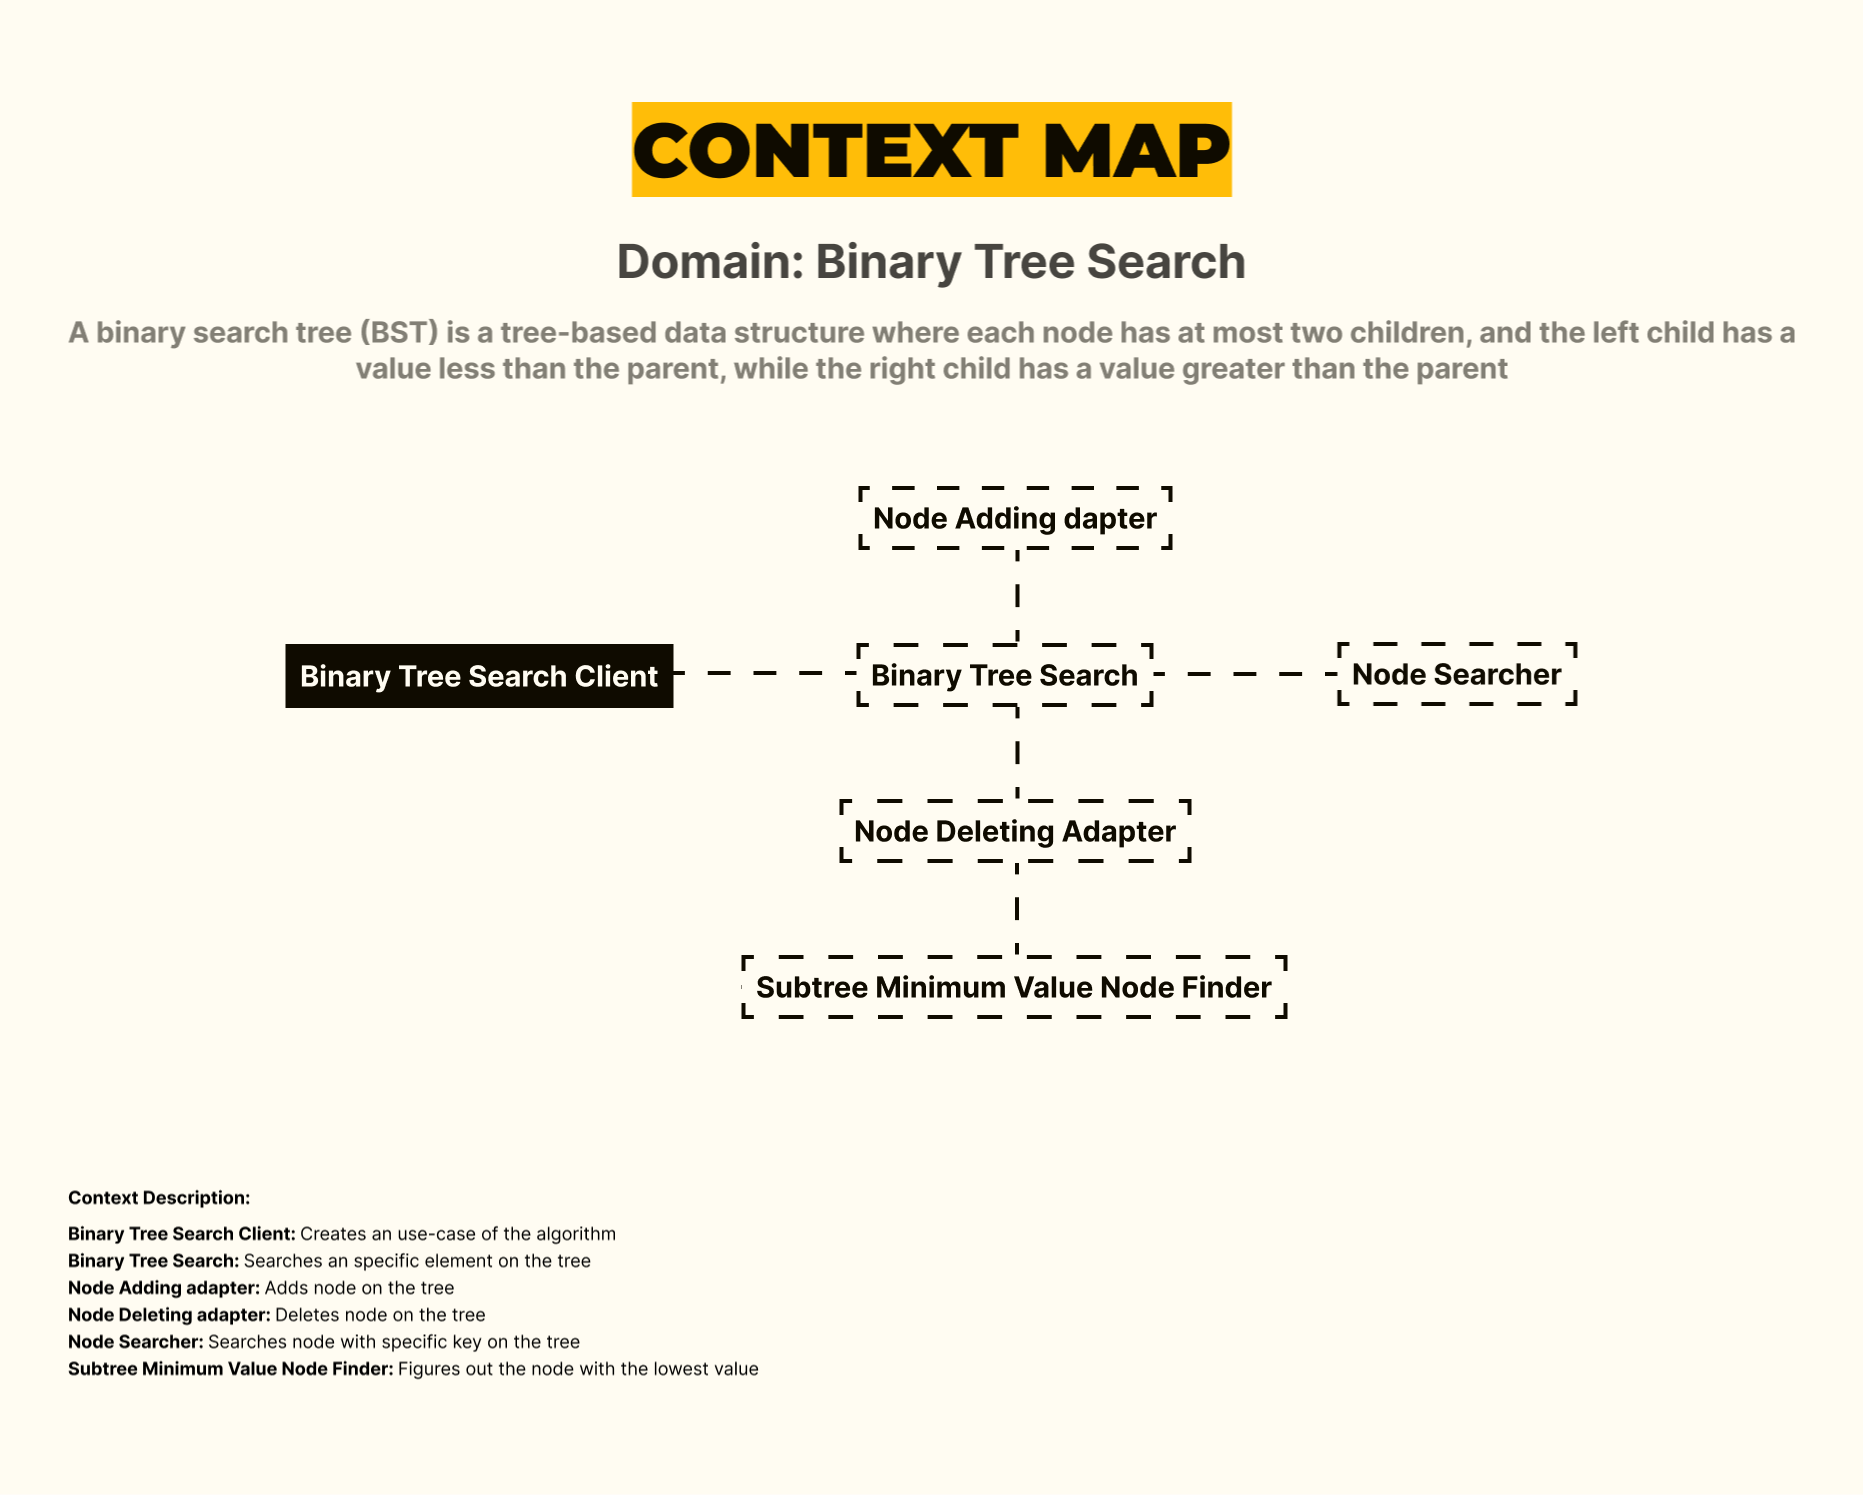 CONTEXT MAP
Domain: Binary Tree Search
A binary search tree (BST) is a tree-based data structure where each node has at most two children, and the left child has a
value less than the parent, while the right child has a value greater than the parent
Node Adding dapter
Binary Tree Search Client
Binary Tree Search
Node Searcher
Node Deleting Adapter
Subtree Minimum Value Node Finder
Context Description:
Binary Tree Search Client: Creates an use-case of the algorithm
Binary Tree Search: Searches an specific element on the tree
Node Adding adapter: Adds node on the tree
Node Deleting adapter: Deletes node on the tree
Node Searcher: Searches node with specific key on the tree
Subtree Minimum Value Node Finder: Figures out the node with the lowest value